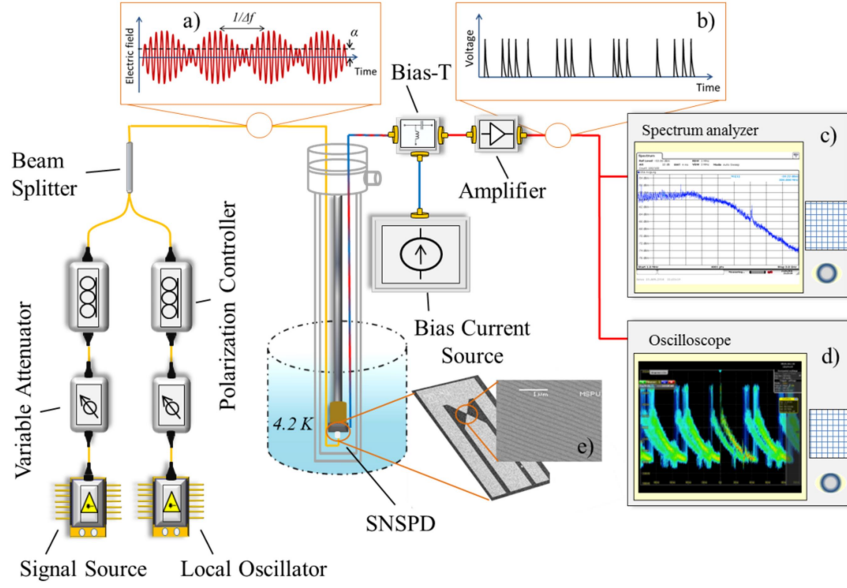 a)
1/Δf
α
Electric field
Time
b)
Voltage
Time
Bias-T
Amplifier
Spectrum analyzer
c)
Beam
Splitter
Polarization Controller
Variable Attenuator
Bias Current
Source
Oscilloscope
d)
4.2 K
e)
SNSPD
Signal Source
Local Oscillator